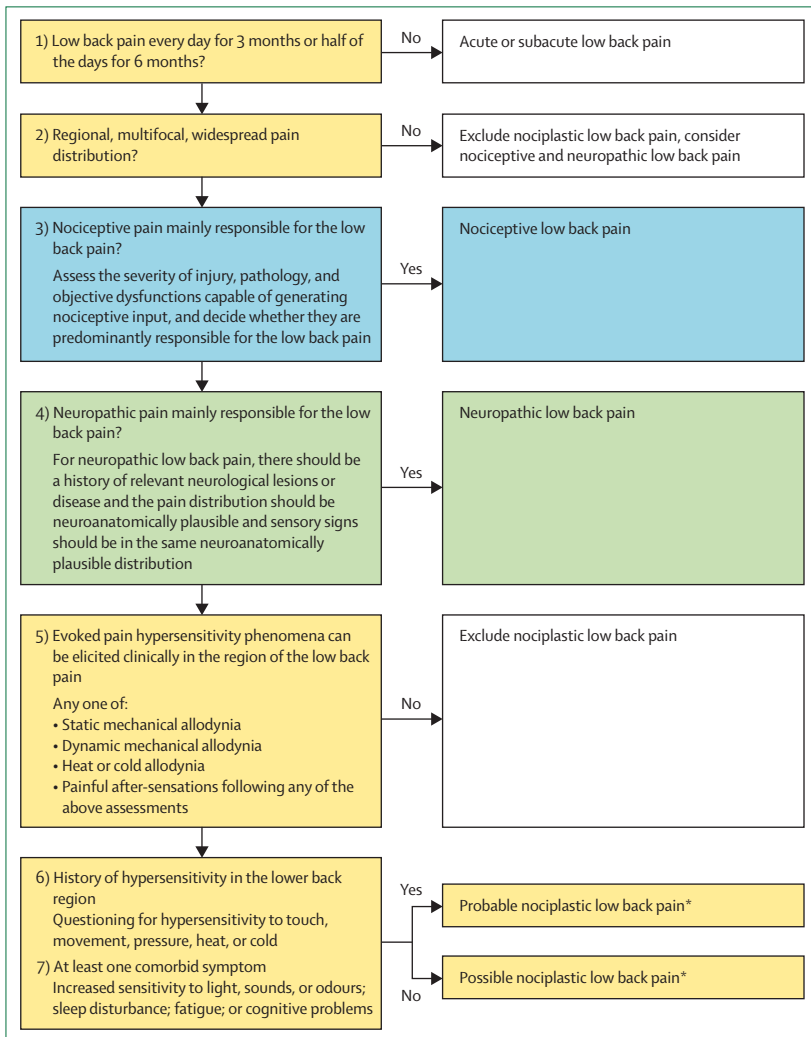 1) Low back pain every day for 3 months or half of
the days for 6 months?
No
Acute or subacute low back pain
2) Regional, multifocal, widespread pain
distribution?
No
Exclude nociplastic low back pain, consider
nociceptive and neuropathic low back pain
3) Nociceptive pain mainly responsible for the low
back pain?
Assess the severity of injury, pathology, and
objective dysfunctions capable of generating
nociceptive input, and decide whether they are
predominantly responsible for the low back pain
Yes
Nociceptive low back pain
4) Neuropathic pain mainly responsible for the low
back pain?
For neuropathic low back pain, there should be
a history of relevant neurological lesions or
disease and the pain distribution should be
neuroanatomically plausible and sensory signs
should be in the same neuroanatomically
plausible distribution
Yes
Neuropathic low back pain
5) Evoked pain hypersensitivity phenomena can
be elicited clinically in the region of the low back
pain
Any one of:
• Static mechanical allodynia
• Dynamic mechanical allodynia
• Heat or cold allodynia
• Painful after-sensations following any of the
above assessments
No
Exclude nociplastic low back pain
6) History of hypersensitivity in the lower back
region
Questioning for hypersensitivity to touch,
movement, pressure, heat, or cold
7) At least one comorbid symptom
Increased sensitivity to light, sounds, or odours;
sleep disturbance; fatigue; or cognitive problems
Yes
Probable nociplastic low back pain*
No
Possible nociplastic low back pain*